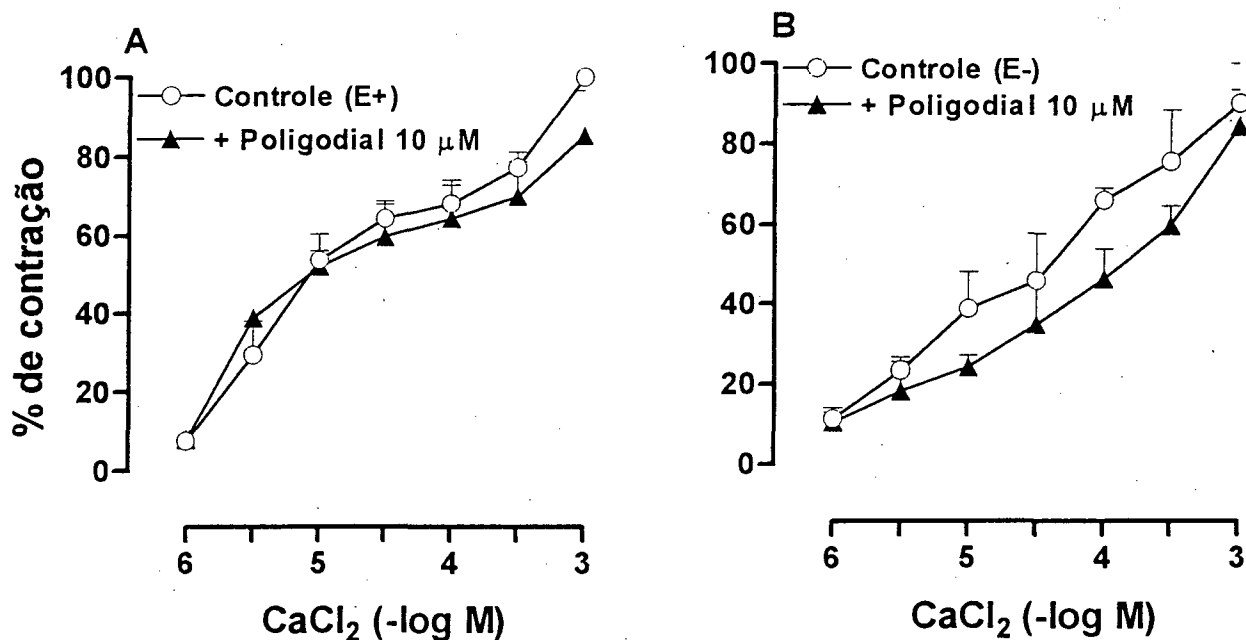 A
100
80
60
40
20
0
% de contração
Controle (E+)
+ Poligodial 10 µM
6
5
4
3
CaCl₂ (-log M)
B
100
80
60
40
20
0
Controle (E-)
+ Poligodial 10 µM
6
5
4
3
CaCl₂ (-log M)